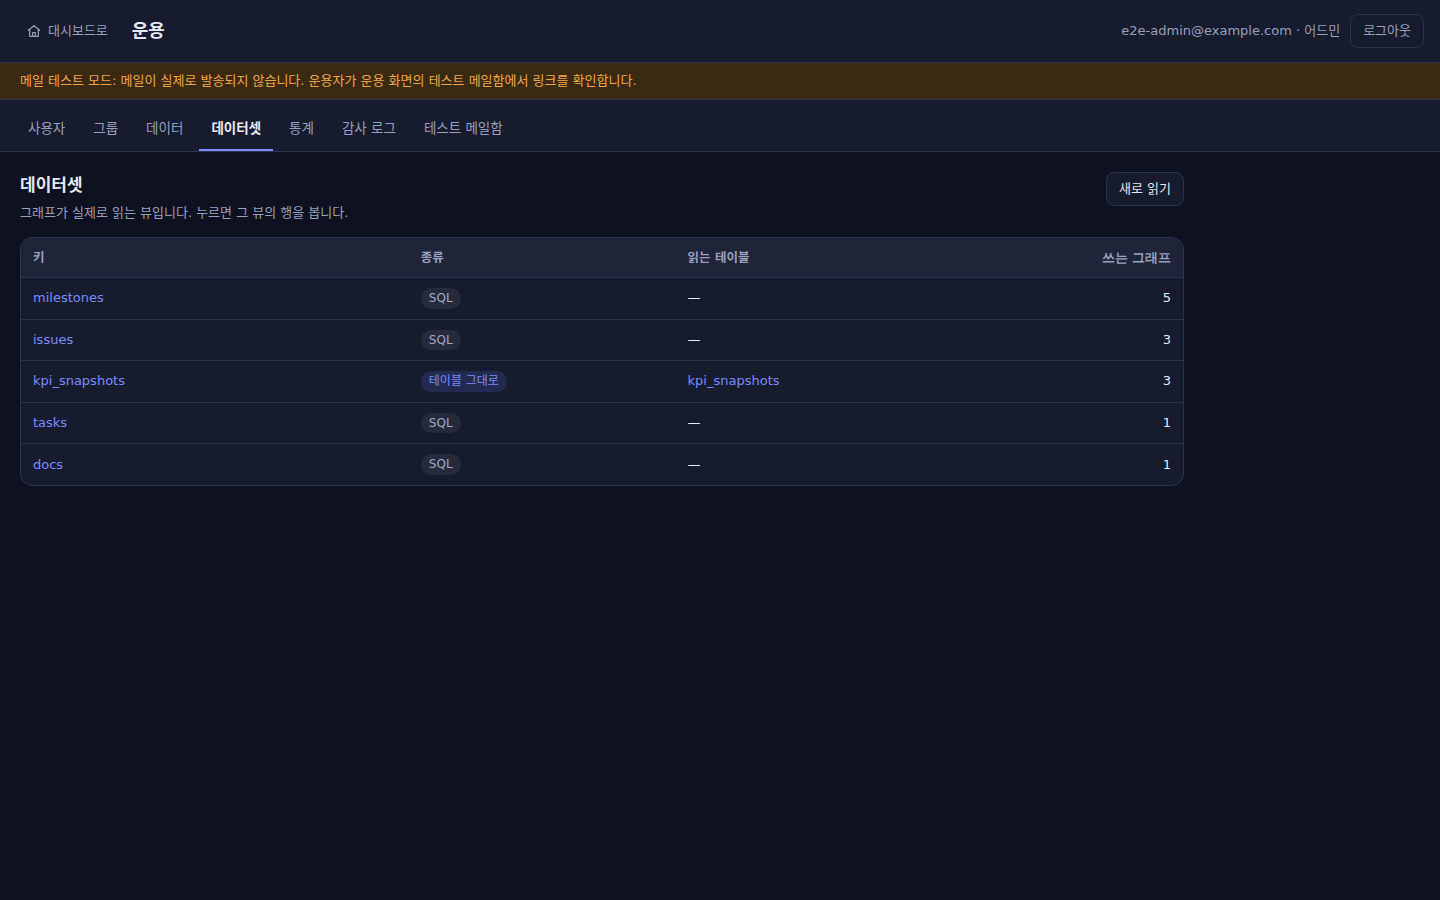 대시보드로 운용 e2e-admin@example.com · 어드민 로그아웃
메일 테스트 모드: 메일이 실제로 발송되지 않습니다. 운용자가 운용 화면의 테스트 메일함에서 링크를 확인합니다.
사용자 그룹 데이터 데이터셋 통계 감사 로그 테스트 메일함
데이터셋 새로 읽기
그래프가 실제로 읽는 뷰입니다. 누르면 그 뷰의 행을 봅니다.
키 종류 읽는 테이블 쓰는 그래프
milestones SQL — 5
issues SQL — 3
kpi_snapshots 테이블 그대로 kpi_snapshots 3
tasks SQL — 1
docs SQL — 1